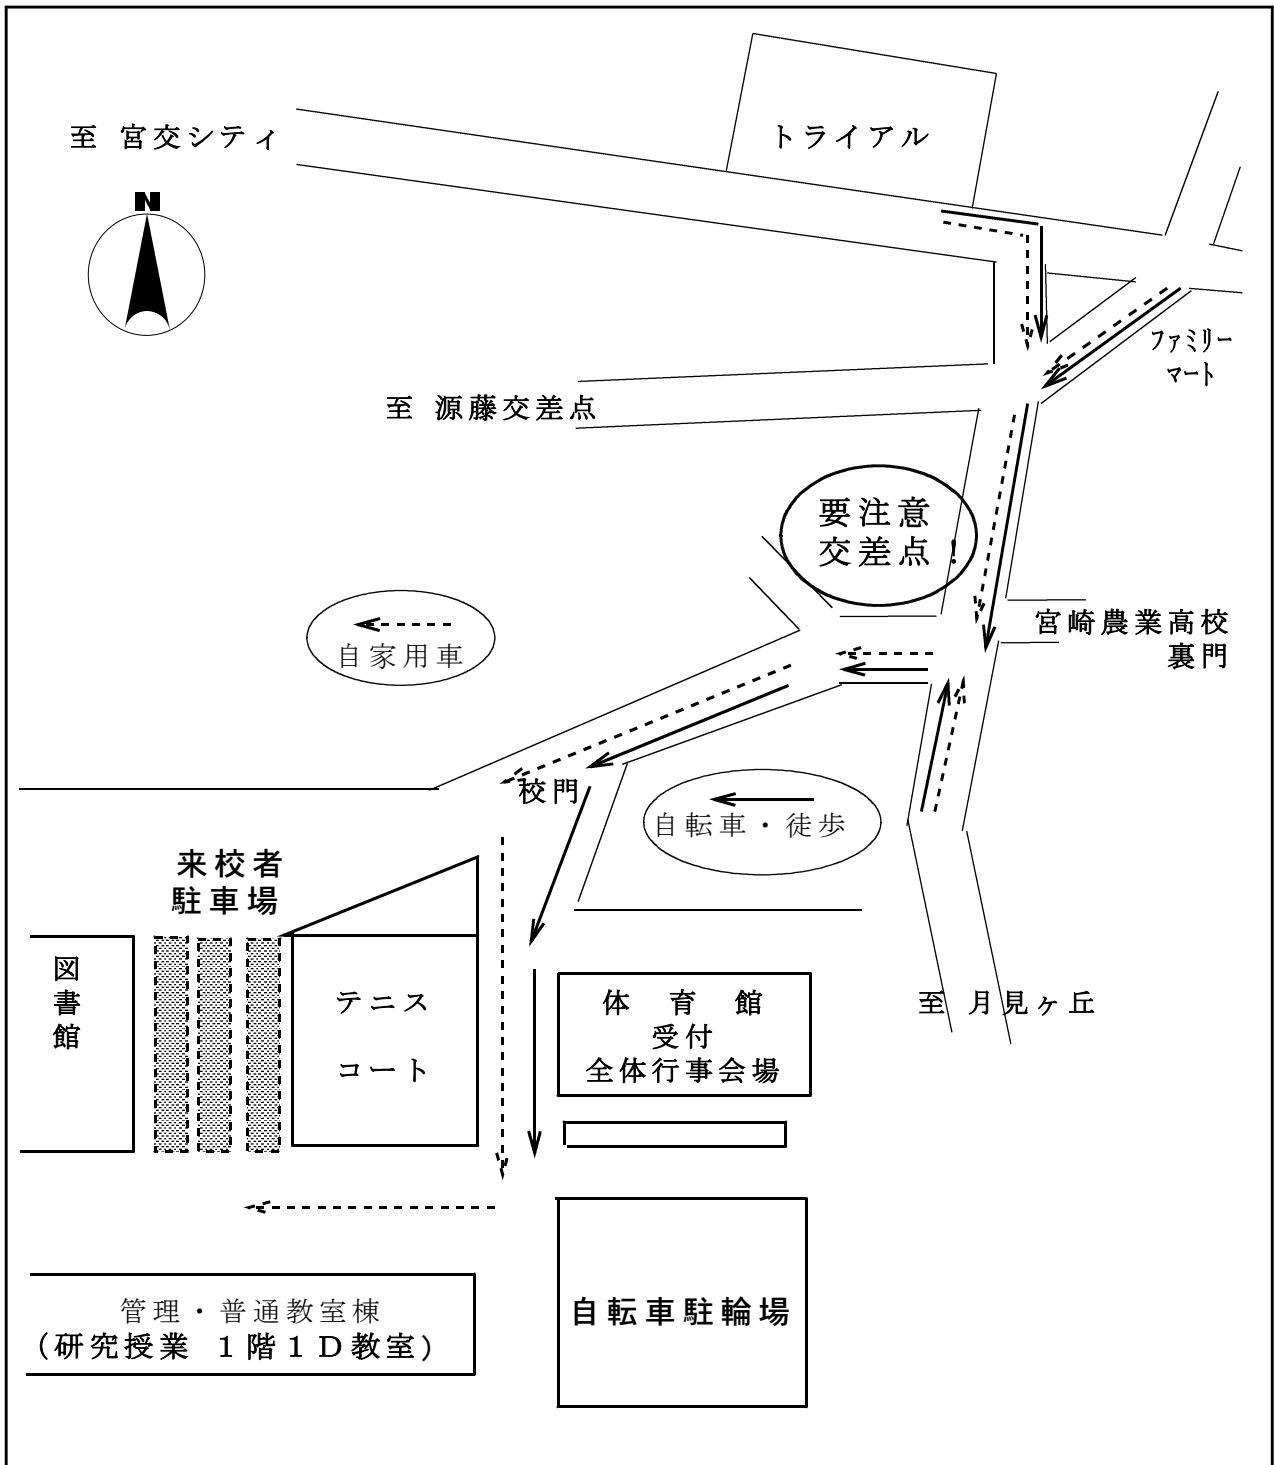 トライアル
至 宮交シティ
N
ファミリー
マート
至 源藤交差点
要注意
交差点!
宮崎農業高校
裏門
自家用車
校門
自転車・徒歩
来校者
駐車場
図書館
テニス
コート
体育館
受付
全体行事会場
至 月見ヶ丘
管理・普通教室棟
(研究授業 1階1D教室)
自転車駐輪場